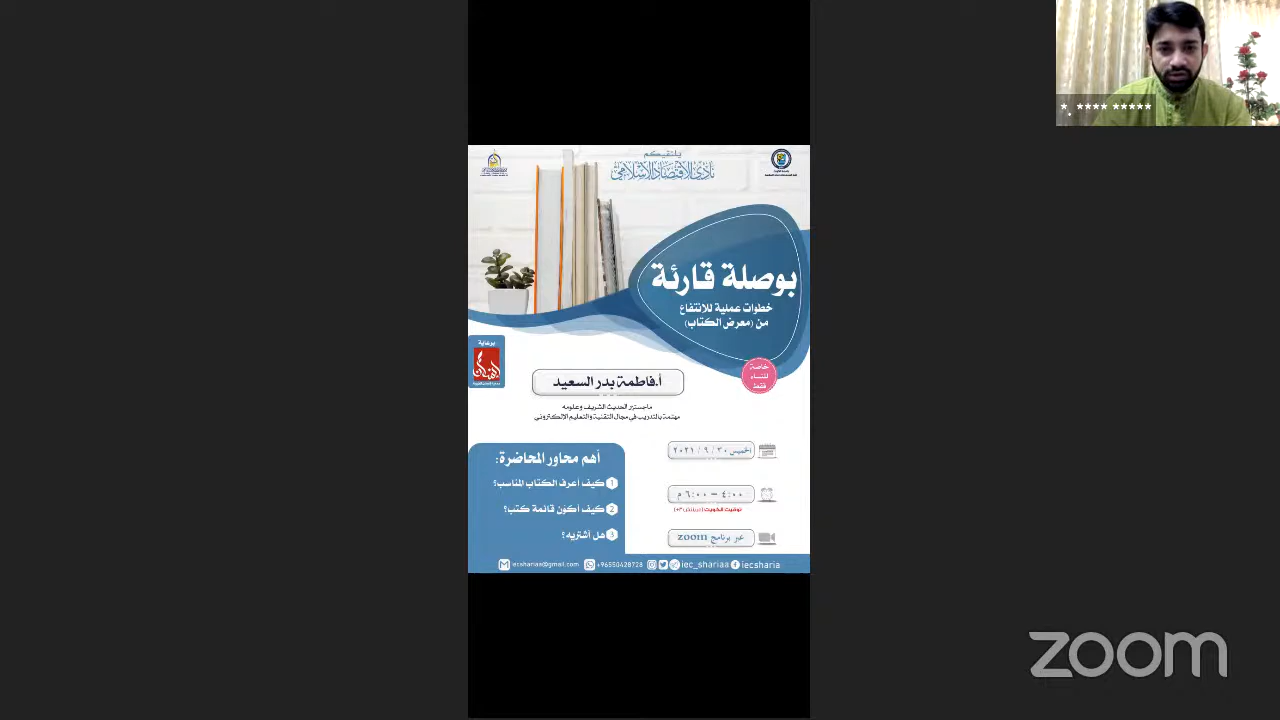 * **** *****
يلتقيكم
نادي الاقتصاد الإسلامي
بوصلة قارئة
خطوات عملية للانتفاع
من (معرض الكتاب)
خاصة
للنساء
فقط
برعاية
أ.فاطمة بدر السعيد
ماجستير الحديث الشريف وعلومه
مهتمة بالتدريب في مجال التقنية والتعليم الإلكتروني
الخميس ٣٠ / ٩ / ٢٠٢١
٤:٠٠ – ٦:٠٠ م
توقيت الكويت
عبر برنامج zoom
أهم محاور المحاضرة:
1 كيف أعرف الكتاب المناسب؟
2 كيف أكون قائمة كتب؟
3 هل أشتريه؟
iecshariaa@gmail.com +96550428728 iec_shariaa iecsharia
zoom